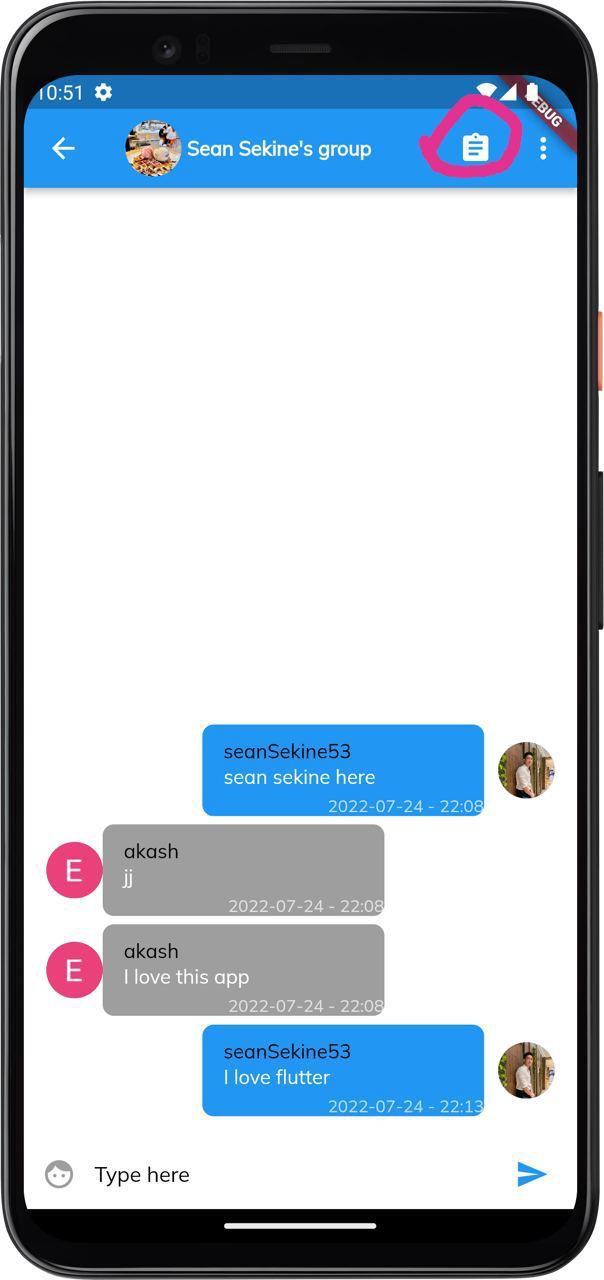 10:51
DEBUG
Sean Sekine's group
seanSekine53
sean sekine here
2022-07-24 - 22:08
E
akash
jj
2022-07-24 - 22:08
E
akash
I love this app
2022-07-24 - 22:08
seanSekine53
I love flutter
2022-07-24 - 22:13
Type here